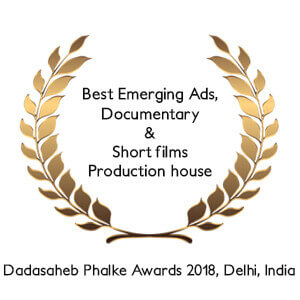 Best Emerging Ads,
Documentary
&
Short films
Production house
Dadasaheb Phalke Awards 2018, Delhi, India